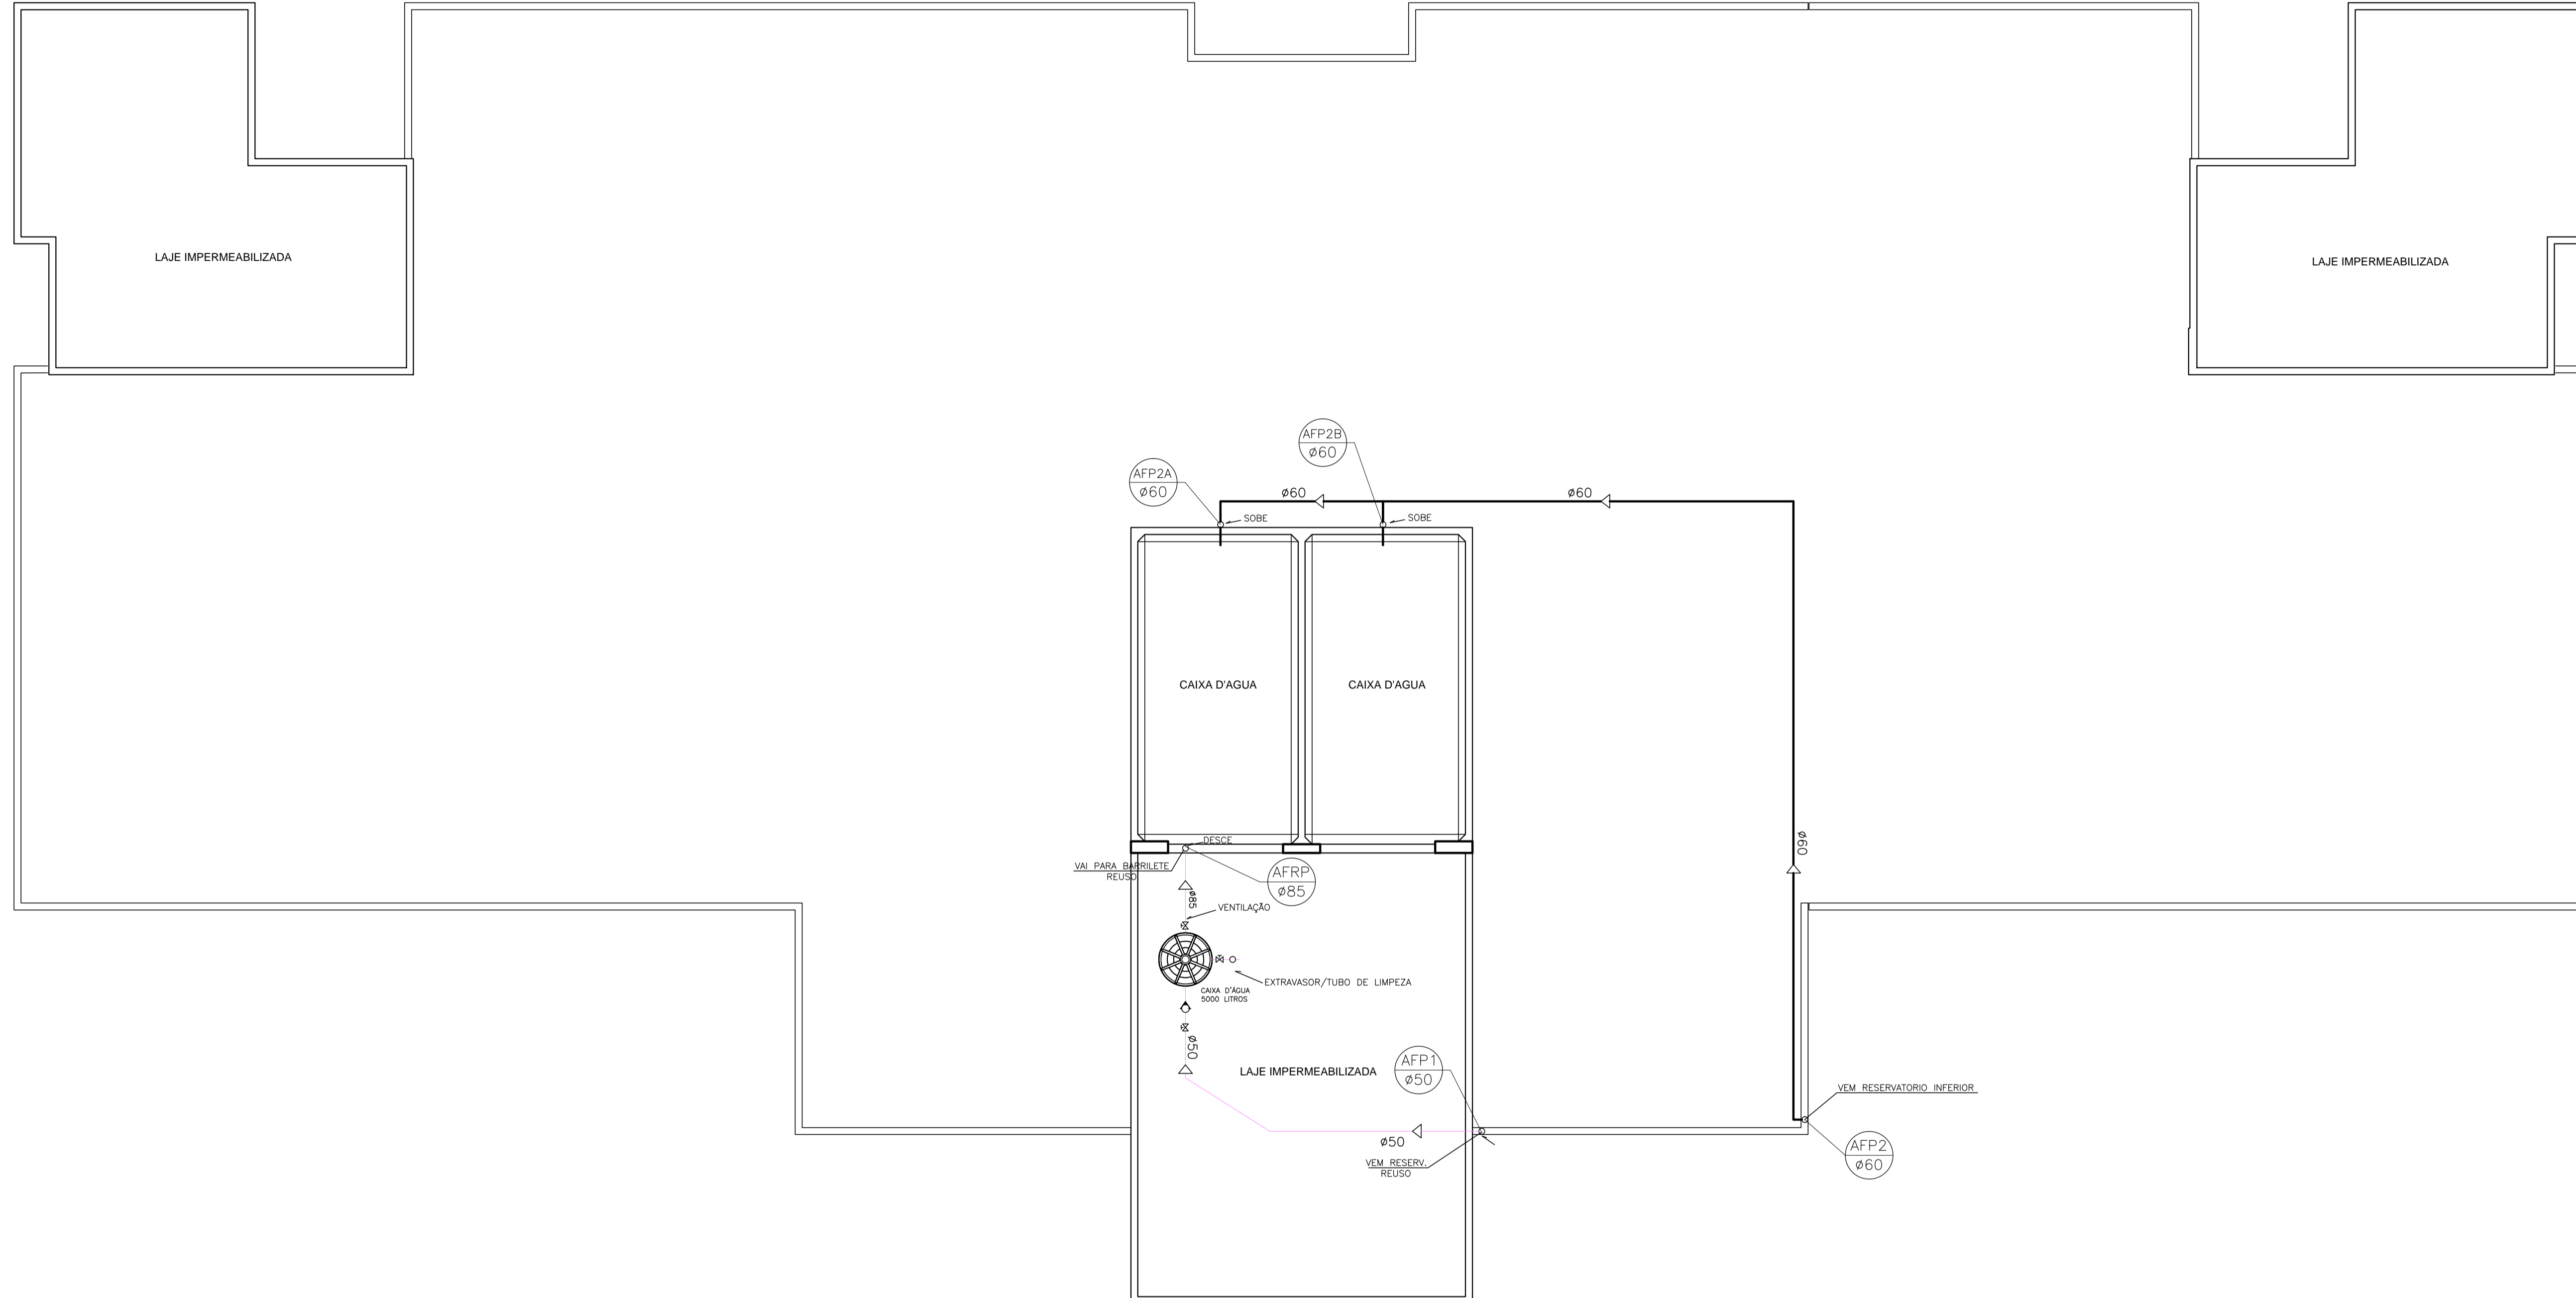 LAJE IMPERMEABILIZADA
LAJE IMPERMEABILIZADA
AFP2B
ø60
AFP2A
ø60
ø60
ø60
SOBE
SOBE
CAIXA D'AGUA
CAIXA D'AGUA
ø60
DESCE
VAI PARA BARRILETE
REUSO
AFRP
ø85
ø85
VENTILAÇÃO
EXTRAVASOR/TUBO DE LIMPEZA
CAIXA D'ÁGUA
5000 LITROS
ø50
LAJE IMPERMEABILIZADA
AFP1
ø50
VEM RESERVATORIO INFERIOR
ø50
AFP2
ø60
VEM RESERV.
REUSO